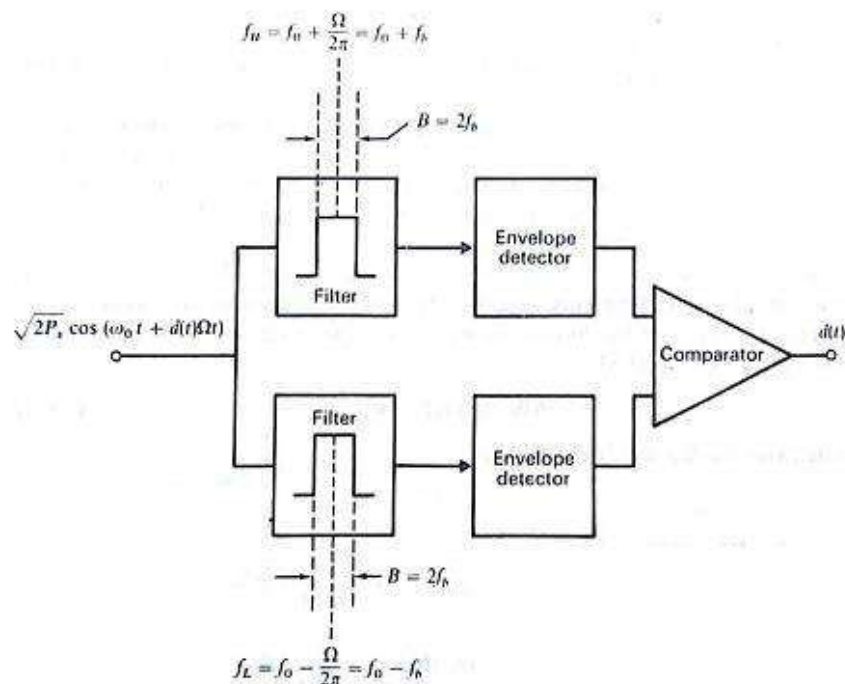 f_H = f_0 + Ω/2π = f_0 + f_b
B = 2f_b
Filter
Envelope
detector
√2P_s cos (ω_0 t + d(t)Ωt)
Comparator
d(t)
Filter
Envelope
detector
B = 2f_b
f_L = f_0 − Ω/2π = f_0 − f_b